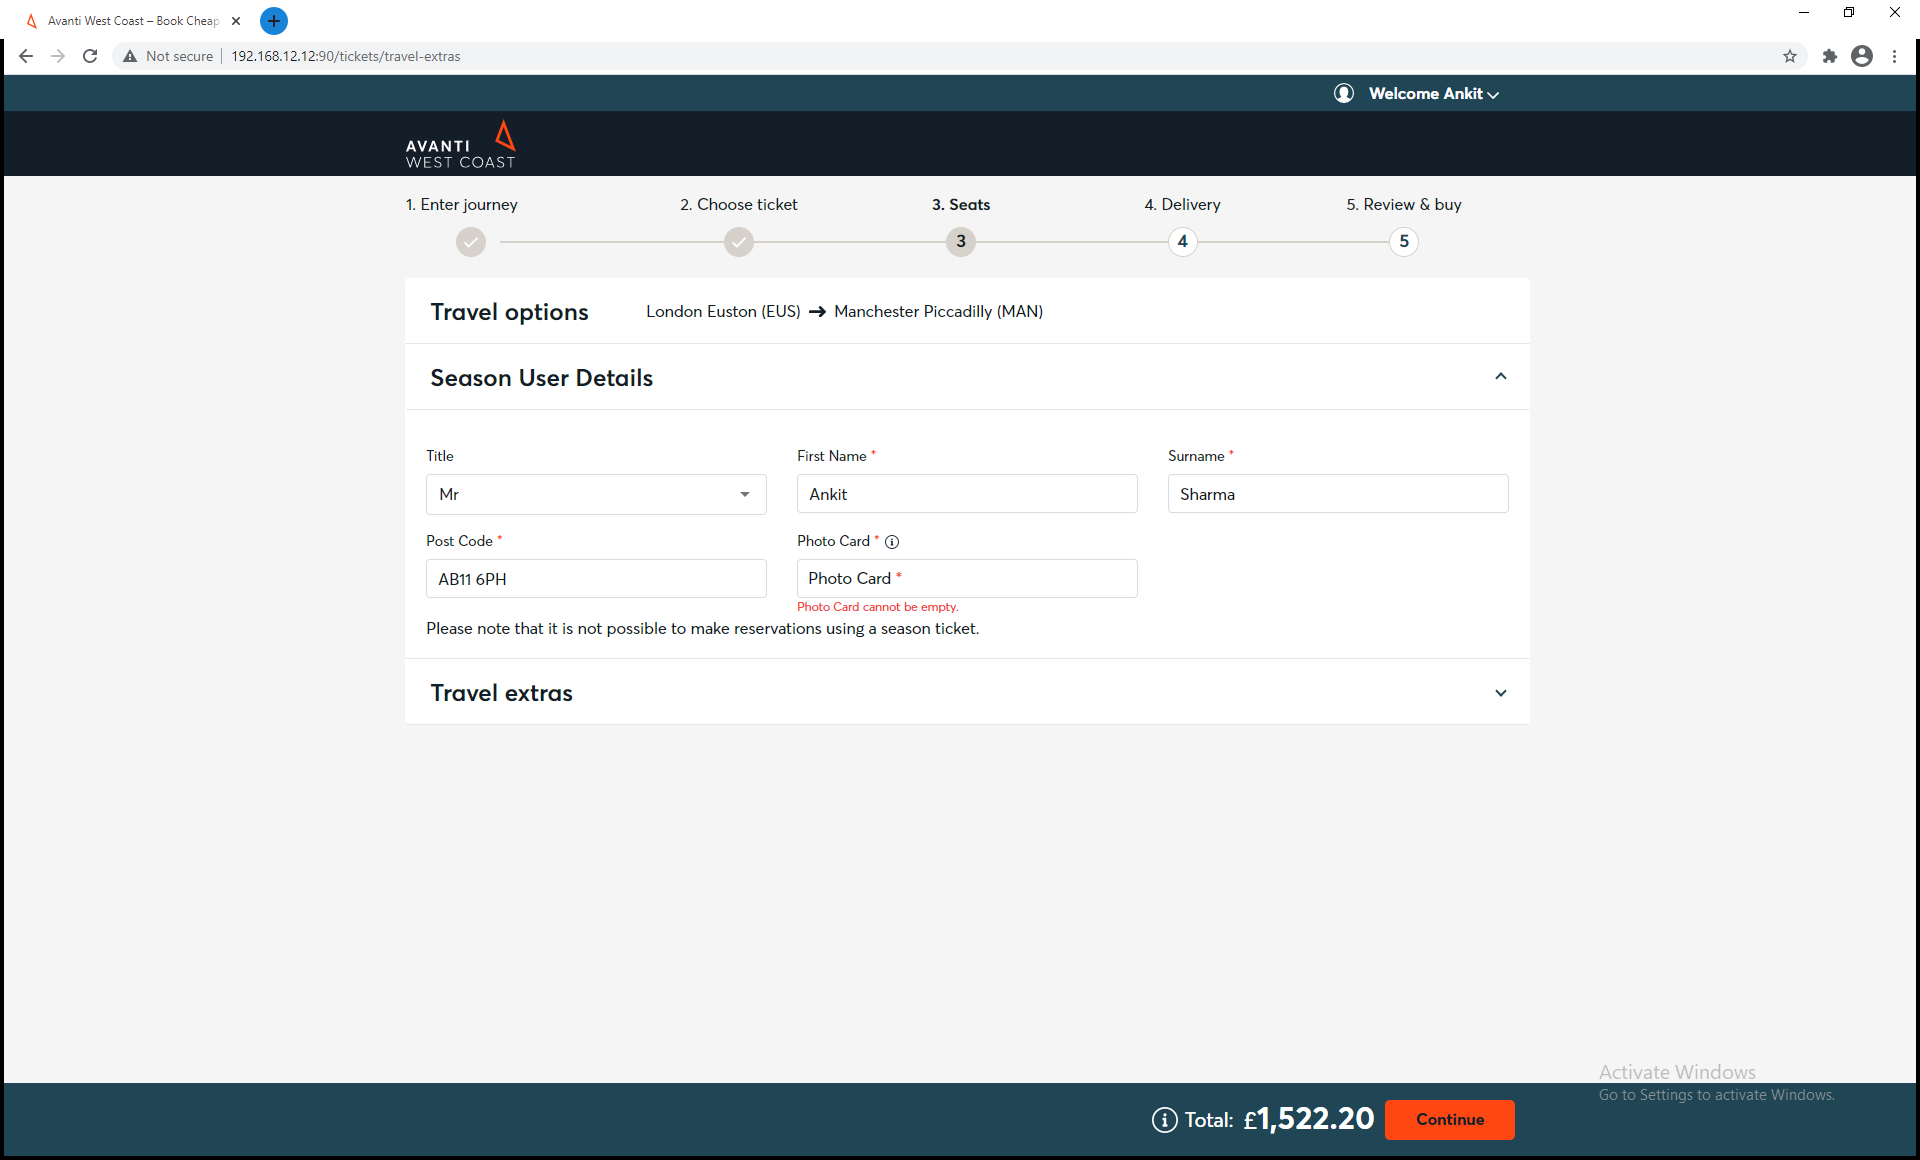 Avanti West Coast – Book Cheap
Not secure
192.168.12.12:90/tickets/travel-extras
Welcome Ankit
AVANTI
WEST COAST
1. Enter journey
2. Choose ticket
3. Seats
4. Delivery
5. Review & buy
3
4
5
Travel options
London Euston (EUS) → Manchester Piccadilly (MAN)
Season User Details
Title
First Name *
Surname *
Mr
Ankit
Sharma
Post Code *
Photo Card *
AB11 6PH
Photo Card *
Photo Card cannot be empty.
Please note that it is not possible to make reservations using a season ticket.
Travel extras
Activate Windows
Go to Settings to activate Windows.
Total: £1,522.20
Continue